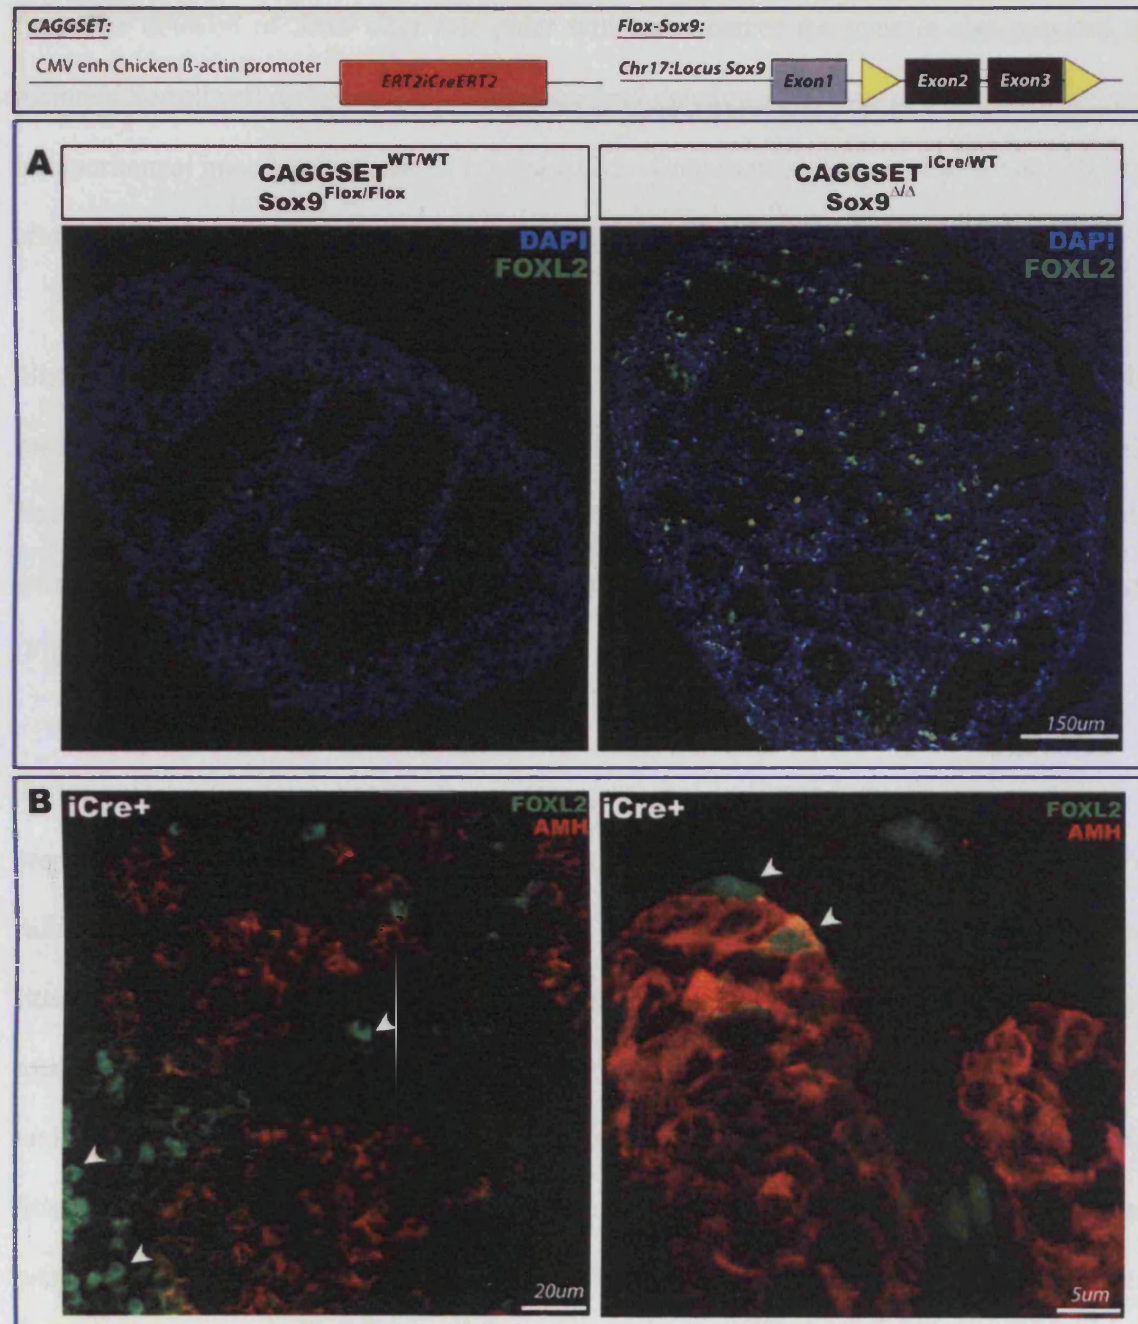 CAGGSET:
CMV enh Chicken ß-actin promoter
ERT2iCreERT2
Flox-Sox9:
Chr17:Locus Sox9
Exon1
Exon2
Exon3
A
CAGGSET WT/WT
Sox9 Flox/Flox
CAGGSET iCre/WT
Sox9 Δ/Δ
DAPI
FOXL2
DAPI
FOXL2
150um
B
iCre+
FOXL2
AMH
20um
iCre+
FOXL2
AMH
5um